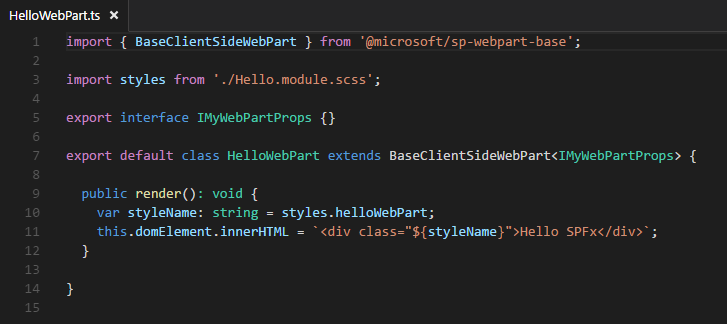 HelloWebPart.ts ×
1 import { BaseClientSideWebPart } from '@microsoft/sp-webpart-base';
2
3 import styles from './Hello.module.scss';
4
5 export interface IMyWebPartProps {}
6
7 export default class HelloWebPart extends BaseClientSideWebPart<IMyWebPartProps> {
8
9 public render(): void {
10 var styleName: string = styles.helloWebPart;
11 this.domElement.innerHTML = `<div class="${styleName}">Hello SPFx</div>`;
12 }
13
14 }
15